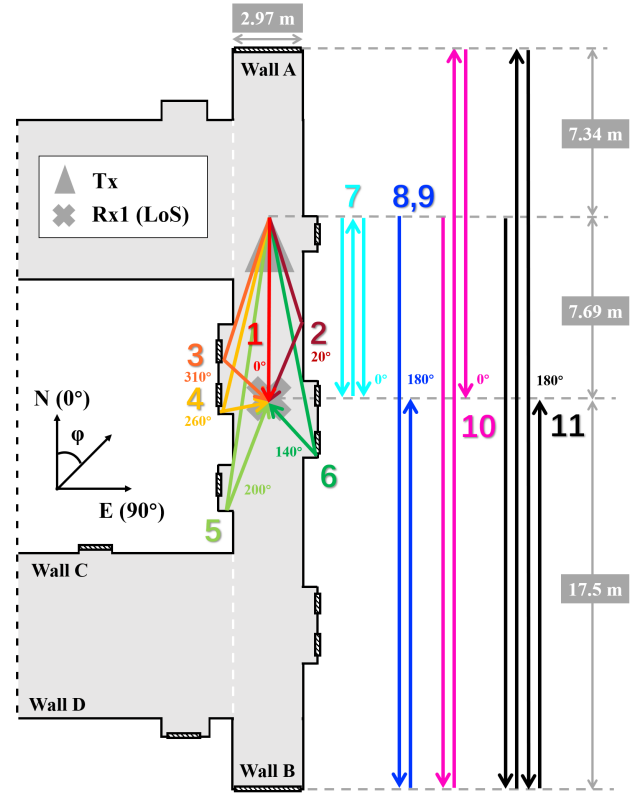 2.97 m
Wall A
7.34 m
Tx
Rx1 (LoS)
7
8,9
7.69 m
1
2
3
0°
20°
310°
4
260°
0°
180°
0°
180°
N (0°)
φ
E (90°)
10
11
140°
6
200°
5
Wall C
17.5 m
Wall D
Wall B